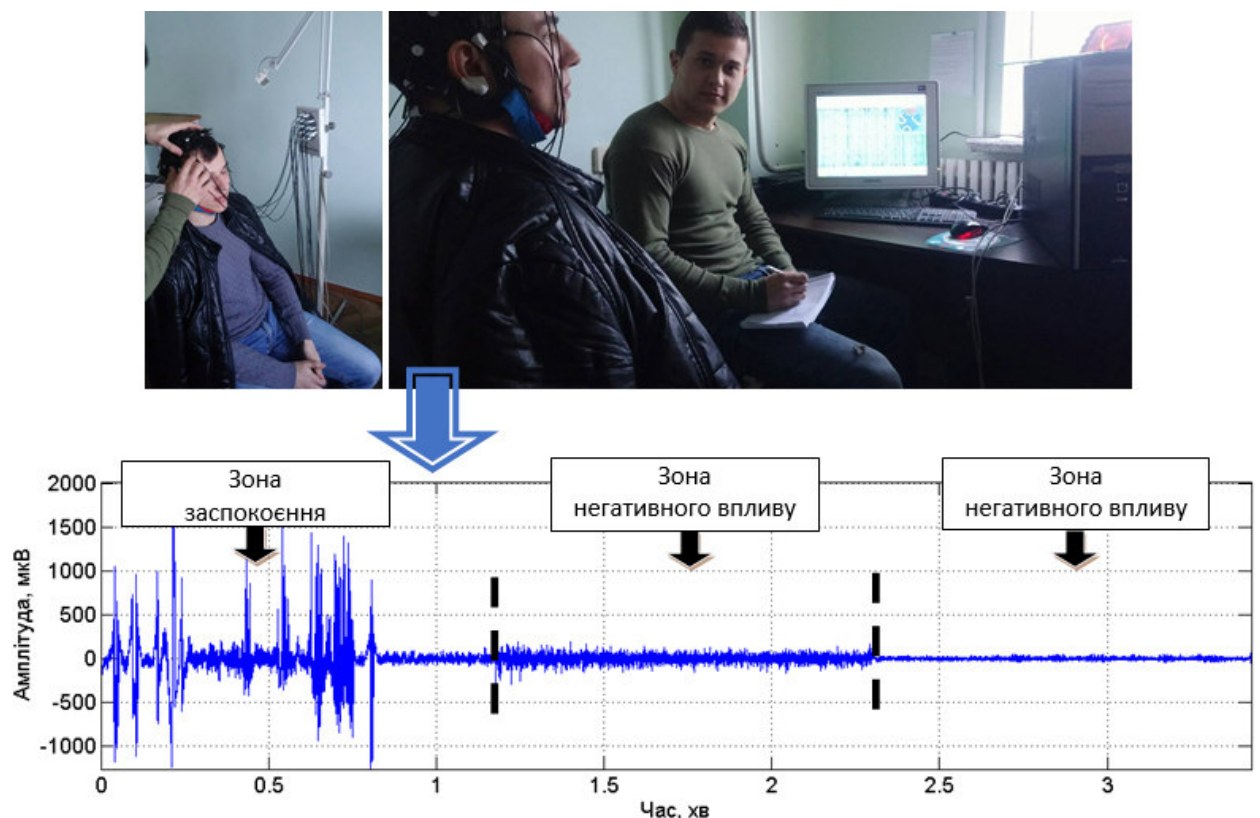 Зона
заспокоєння
Зона
негативного впливу
Зона
негативного впливу
2000
1500
1000
500
0
-500
-1000
Амплітуда, мкВ
0
0.5
1
1.5
2
2.5
3
Час, хв